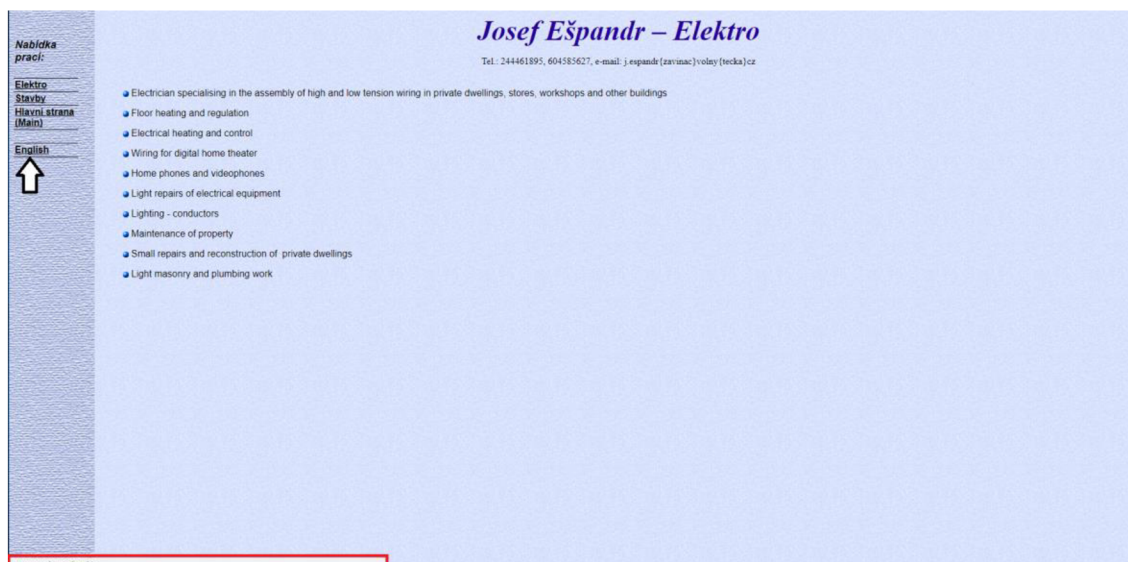 Josef Ešpandr – Elektro
Tel.: 244461895, 604585627, e-mail: j.espandr{zavinac}volny{tecka}cz
Nabídka
prací:
Elektro
Stavby
Hlavní strana
(Main)
English
Electrician specialising in the assembly of high and low tension wiring in private dwellings, stores, workshops and other buildings
Floor heating and regulation
Electrical heating and control
Wiring for digital home theater
Home phones and videophones
Light repairs of electrical equipment
Lighting - conductors
Maintenance of property
Small repairs and reconstruction of private dwellings
Light masonry and plumbing work